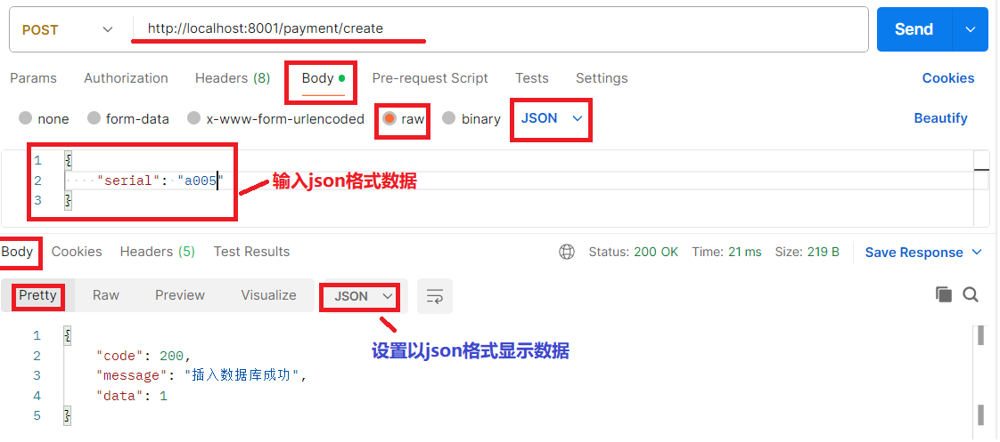 POST http://localhost:8001/payment/create Send
Params Authorization Headers (8) Body Pre-request Script Tests Settings Cookies
none form-data x-www-form-urlencoded raw binary JSON Beautify
1 {
2 "serial": "a005" 输入json格式数据
3 }
Body Cookies Headers (5) Test Results Status: 200 OK Time: 21 ms Size: 219 B Save Response
Pretty Raw Preview Visualize JSON
设置以json格式显示数据
1 {
2 "code": 200,
3 "message": "插入数据库成功",
4 "data": 1
5 }